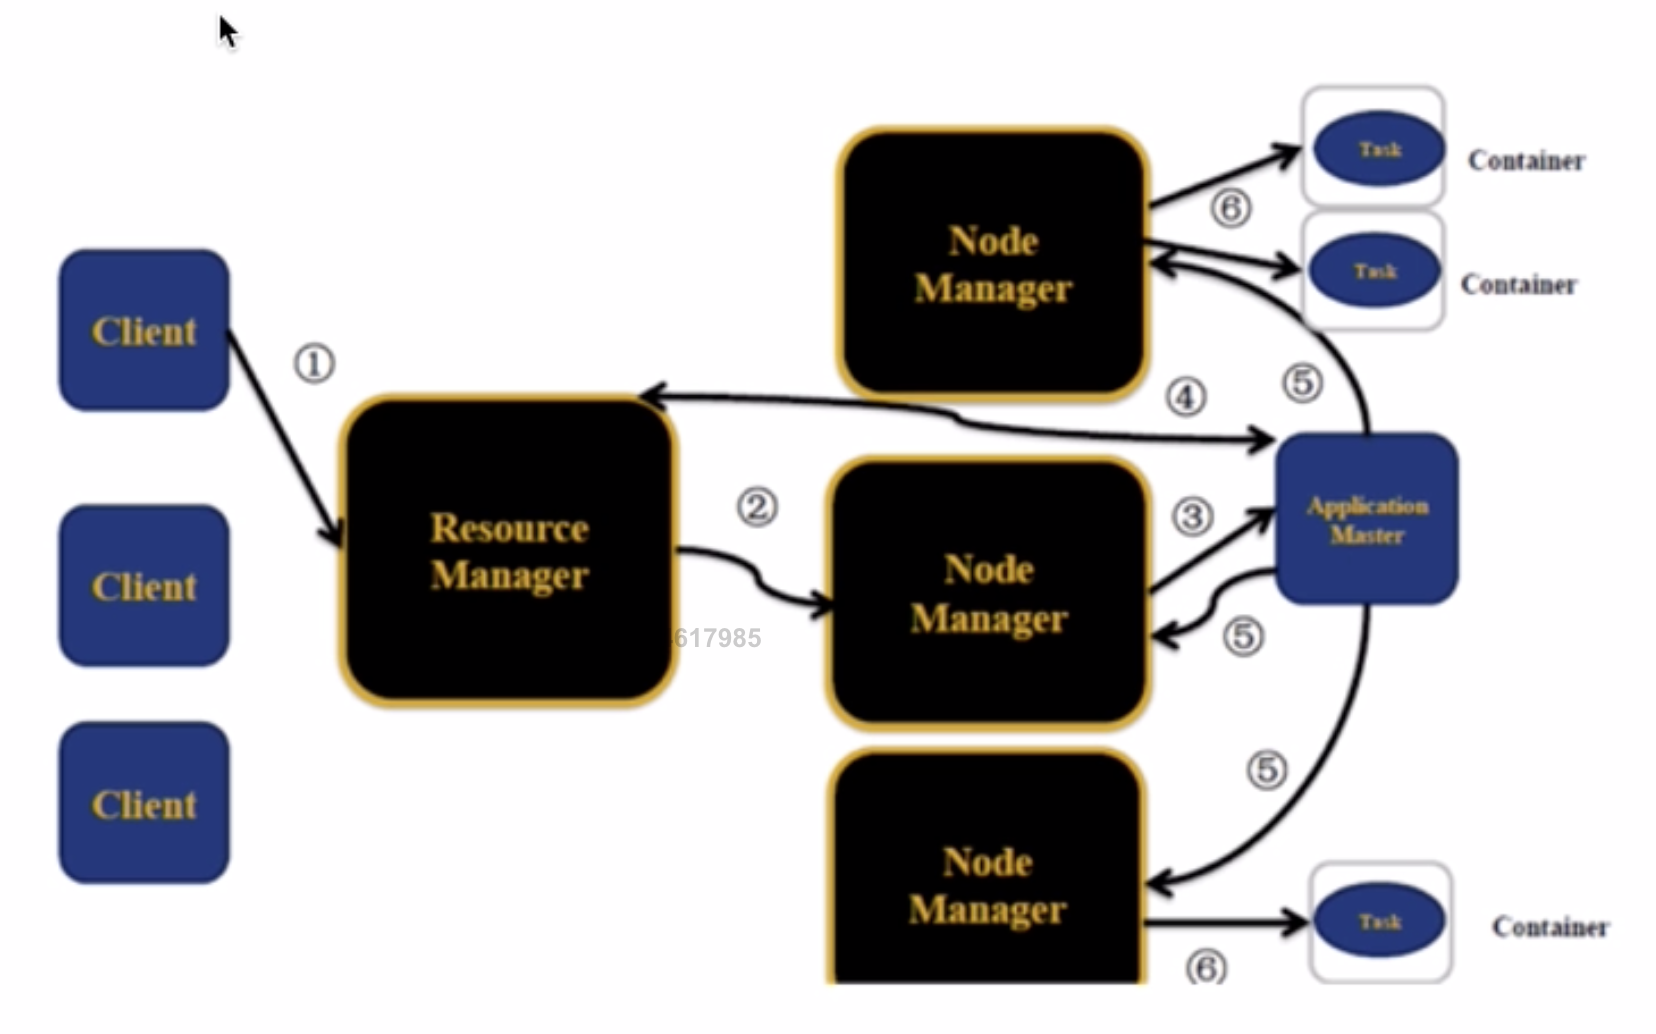 Client
①
Resource
Manager
617985
②
Client
Client
Node
Manager
⑥
Task
Container
Task
Container
⑤
④
Node
Manager
③
Application
Master
⑤
⑤
Node
Manager
⑥
Task
Container